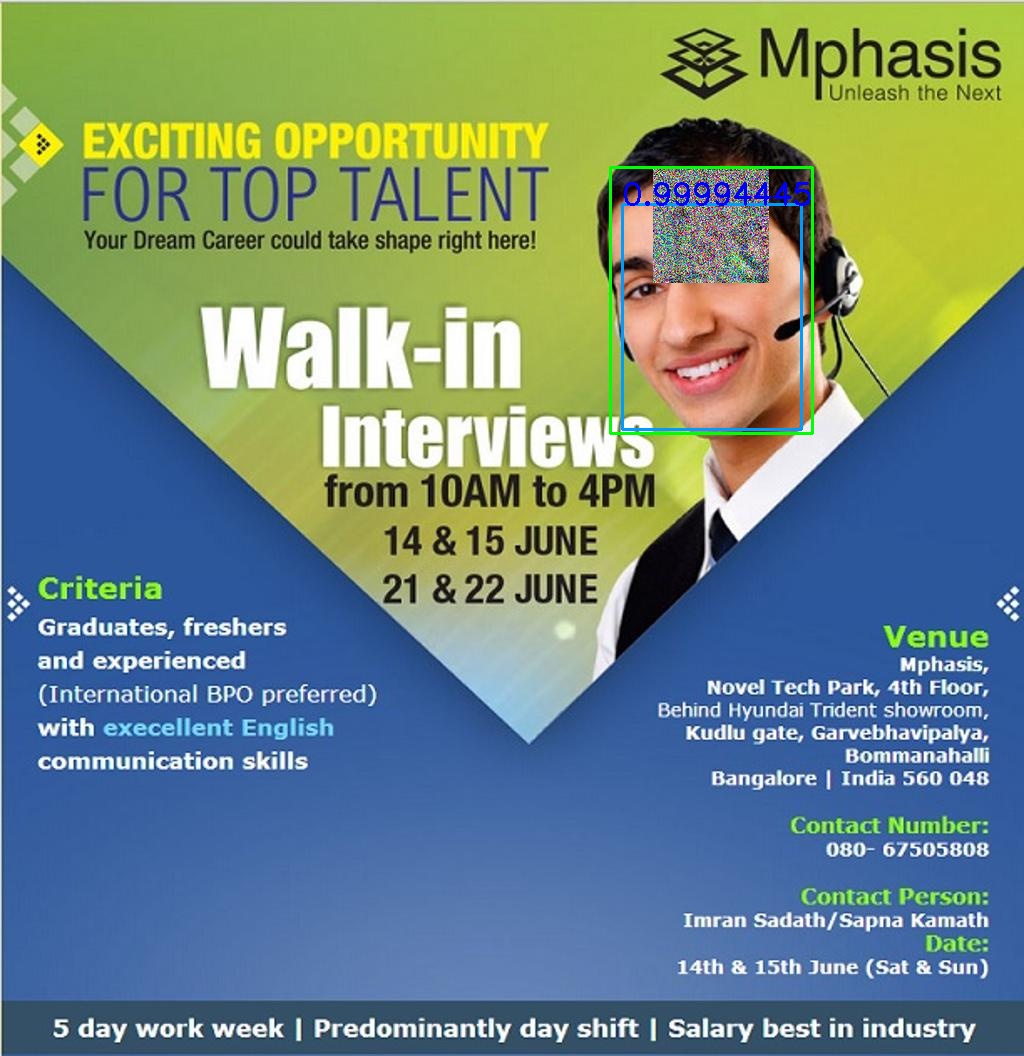 Mphasis
Unleash the Next
EXCITING OPPORTUNITY
FOR TOP TALENT
Your Dream Career could take shape right here!
0.99994445
Walk-in
Interviews
from 10AM to 4PM
14 & 15 JUNE
21 & 22 JUNE
Criteria
Graduates, freshers
and experienced
(International BPO preferred)
with execellent English
communication skills
Venue
Mphasis,
Novel Tech Park, 4th Floor,
Behind Hyundai Trident showroom,
Kudlu gate, Garvebhavipalya,
Bommanahalli
Bangalore | India 560 048
Contact Number:
080- 67505808
Contact Person:
Imran Sadath/Sapna Kamath
Date:
14th & 15th June (Sat & Sun)
5 day work week | Predominantly day shift | Salary best in industry